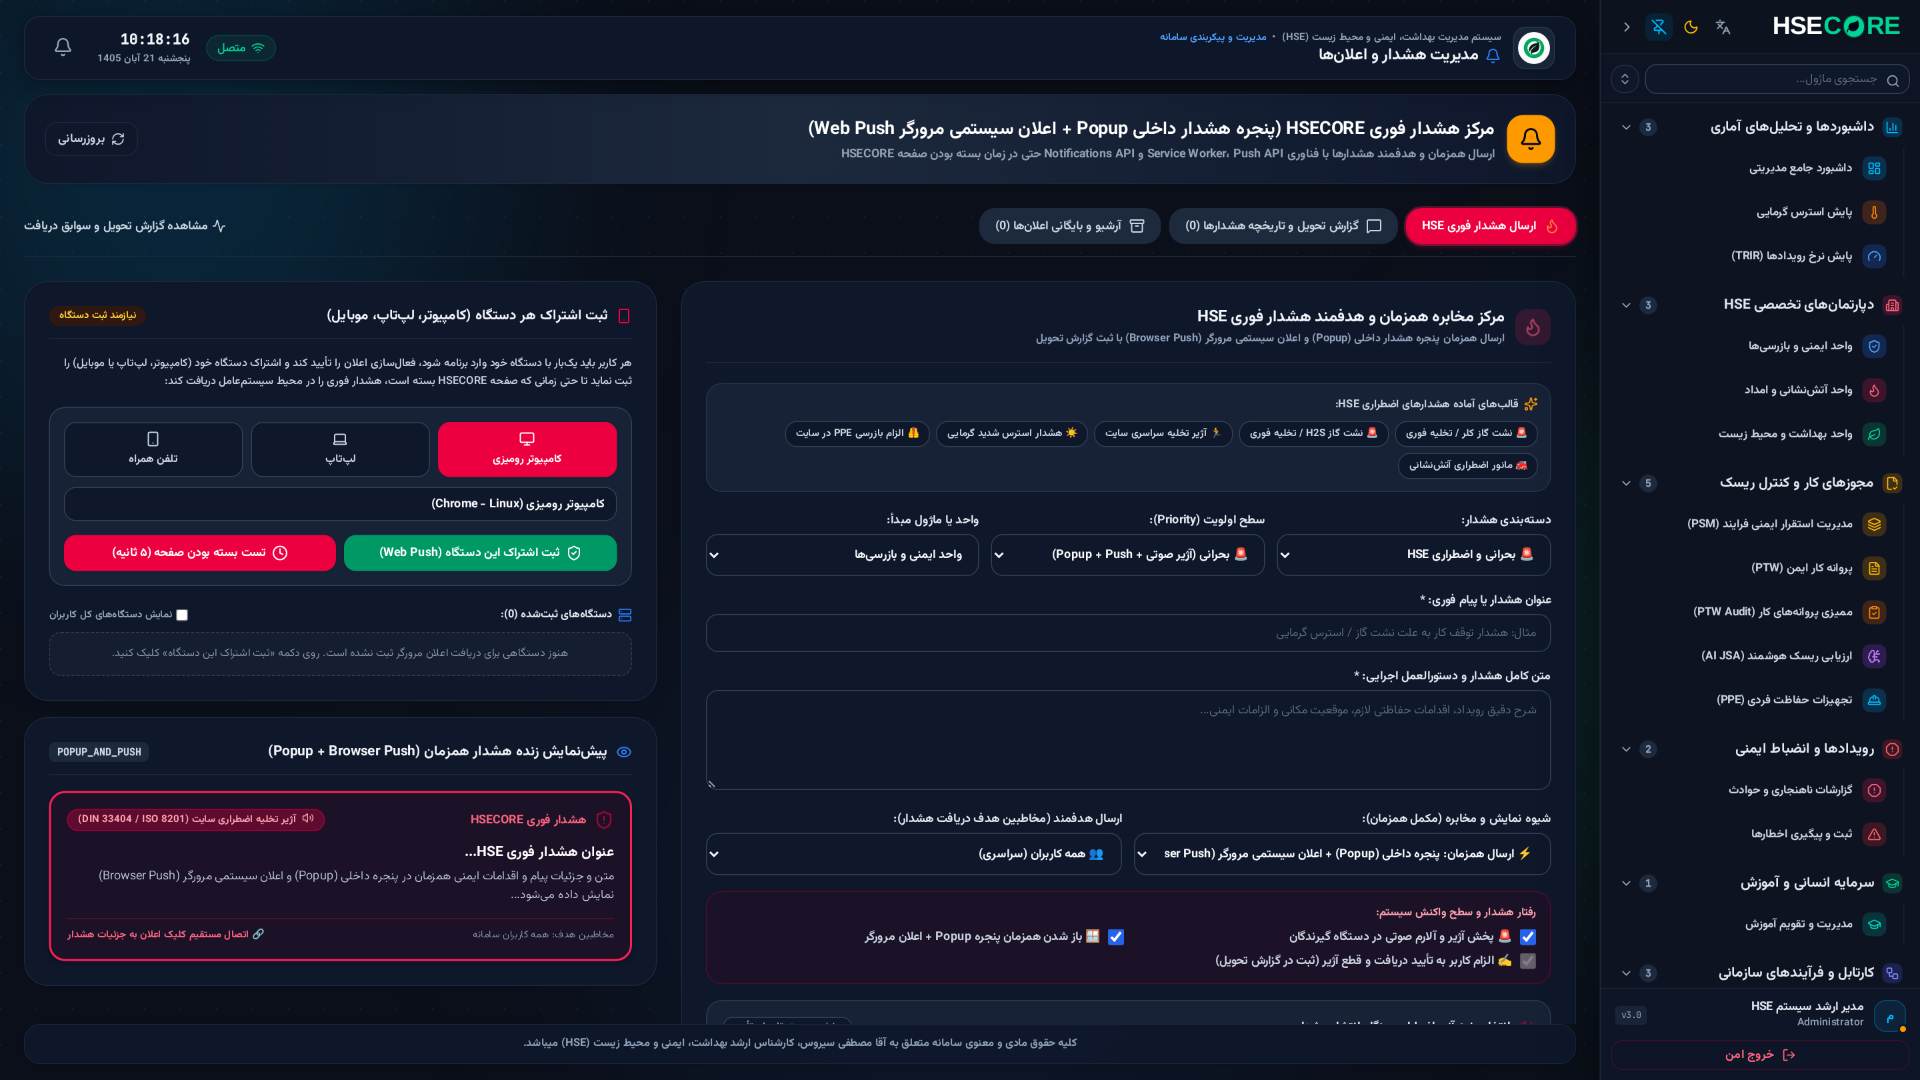 HSECORE
جستجوی ماژول...
داشبوردها و تحلیل‌های آماری
3
داشبورد جامع مدیریتی
پایش استرس گرمایی
پایش نرخ رویدادها (TRIR)
دپارتمان‌های تخصصی HSE
3
واحد ایمنی و بازرسی‌ها
واحد آتش‌نشانی و امداد
واحد بهداشت و محیط زیست
مجوزهای کار و کنترل ریسک
5
مدیریت استقرار ایمنی فرایند (PSM)
پروانه کار ایمن (PTW)
ممیزی پروانه‌های کار (PTW Audit)
ارزیابی ریسک هوشمند (AI JSA)
تجهیزات حفاظت فردی (PPE)
رویدادها و انضباط ایمنی
2
گزارشات ناهنجاری و حوادث
ثبت و پیگیری اخطارها
سرمایه انسانی و آموزش
1
مدیریت و تقویم آموزش
کارتابل و فرآیندهای سازمانی
3
مدیر ارشد سیستم HSE
Administrator
م
v3.0
خروج امن
سیستم مدیریت بهداشت، ایمنی و محیط زیست (HSE) • مدیریت و پیکربندی سامانه
مدیریت هشدار و اعلان‌ها
متصل
10:18:16
پنجشنبه 21 آبان 1405
مرکز هشدار فوری HSECORE (پنجره هشدار داخلی Popup + اعلان سیستمی مرورگر Web Push)
ارسال همزمان و هدفمند هشدارها با فناوری Service Worker، Push API و Notifications API حتی در زمان بسته بودن صفحه HSECORE
بروزرسانی
ارسال هشدار فوری HSE
گزارش تحویل و تاریخچه هشدارها (0)
آرشیو و بایگانی اعلان‌ها (0)
مشاهده گزارش تحویل و سوابق دریافت
مرکز مخابره همزمان و هدفمند هشدار فوری HSE
ارسال همزمان پنجره هشدار داخلی (Popup) و اعلان سیستمی مرورگر (Browser Push) با ثبت گزارش تحویل
قالب‌های آماده هشدارهای اضطراری HSE:
🚨 نشت گاز کلر / تخلیه فوری
🚨 نشت گاز H2S / تخلیه فوری
🏃 آژیر تخلیه سراسری سایت
☀️ هشدار استرس شدید گرمایی
🦺 الزام بازرسی PPE در سایت
🚒 مانور اضطراری آتش‌نشانی
دسته‌بندی هشدار:
سطح اولویت (Priority):
واحد یا ماژول مبدأ:
🚨 بحرانی و اضطراری HSE
🚨 بحرانی (آژیر صوتی + Popup + Push)
واحد ایمنی و بازرسی‌ها
عنوان هشدار یا پیام فوری: *
مثال: هشدار توقف کار به علت نشت گاز / استرس گرمایی
متن کامل هشدار و دستورالعمل اجرایی: *
شرح دقیق رویداد، اقدامات حفاظتی لازم، موقعیت مکانی و الزامات ایمنی...
شیوه نمایش و مخابره (مکمل همزمان):
ارسال هدفمند (مخاطبین هدف دریافت هشدار):
⚡ ارسال همزمان: پنجره داخلی (Popup) + اعلان سیستمی مرورگر (ser Push
👥 همه کاربران (سراسری)
رفتار هشدار و سطح واکنش سیستم:
🚨 پخش آژیر و آلارم صوتی در دستگاه گیرندگان
🪟 باز شدن همزمان پنجره Popup + اعلان مرورگر
✍️ الزام کاربر به تأیید دریافت و قطع آژیر (ثبت در گزارش تحویل)
ثبت اشتراک هر دستگاه (کامپیوتر، لپ‌تاپ، موبایل)
نیازمند ثبت دستگاه
هر کاربر باید یک‌بار با دستگاه خود وارد برنامه شود، فعال‌سازی اعلان را تأیید کند و اشتراک دستگاه خود (کامپیوتر، لپ‌تاپ یا موبایل) را
ثبت نماید تا حتی زمانی که صفحه HSECORE بسته است، هشدار فوری را در محیط سیستم‌عامل دریافت کند:
کامپیوتر رومیزی
لپ‌تاپ
تلفن همراه
کامپیوتر رومیزی (Chrome - Linux)
ثبت اشتراک این دستگاه (Web Push)
تست بسته بودن صفحه (۵ ثانیه)
دستگاه‌های ثبت‌شده (0):
نمایش دستگاه‌های کل کاربران
هنوز دستگاهی برای دریافت اعلان مرورگر ثبت نشده است. روی دکمه «ثبت اشتراک این دستگاه» کلیک کنید.
پیش‌نمایش زنده هشدار همزمان (Popup + Browser Push)
POPUP_AND_PUSH
هشدار فوری HSECORE
آژیر تخلیه اضطراری سایت (DIN 33404 / ISO 8201)
عنوان هشدار فوری HSE...
متن و جزئیات پیام و اقدامات ایمنی همزمان در پنجره داخلی (Popup) و اعلان سیستمی مرورگر (Browser Push)
نمایش داده می‌شود...
مخاطبین هدف: همه کاربران سامانه
🔗 اتصال مستقیم کلیک اعلان به جزئیات هشدار
کلیه حقوق مادی و معنوی سامانه متعلق به آقا مصطفی سیروس، کارشناس ارشد بهداشت، ایمنی و محیط زیست (HSE) میباشد.